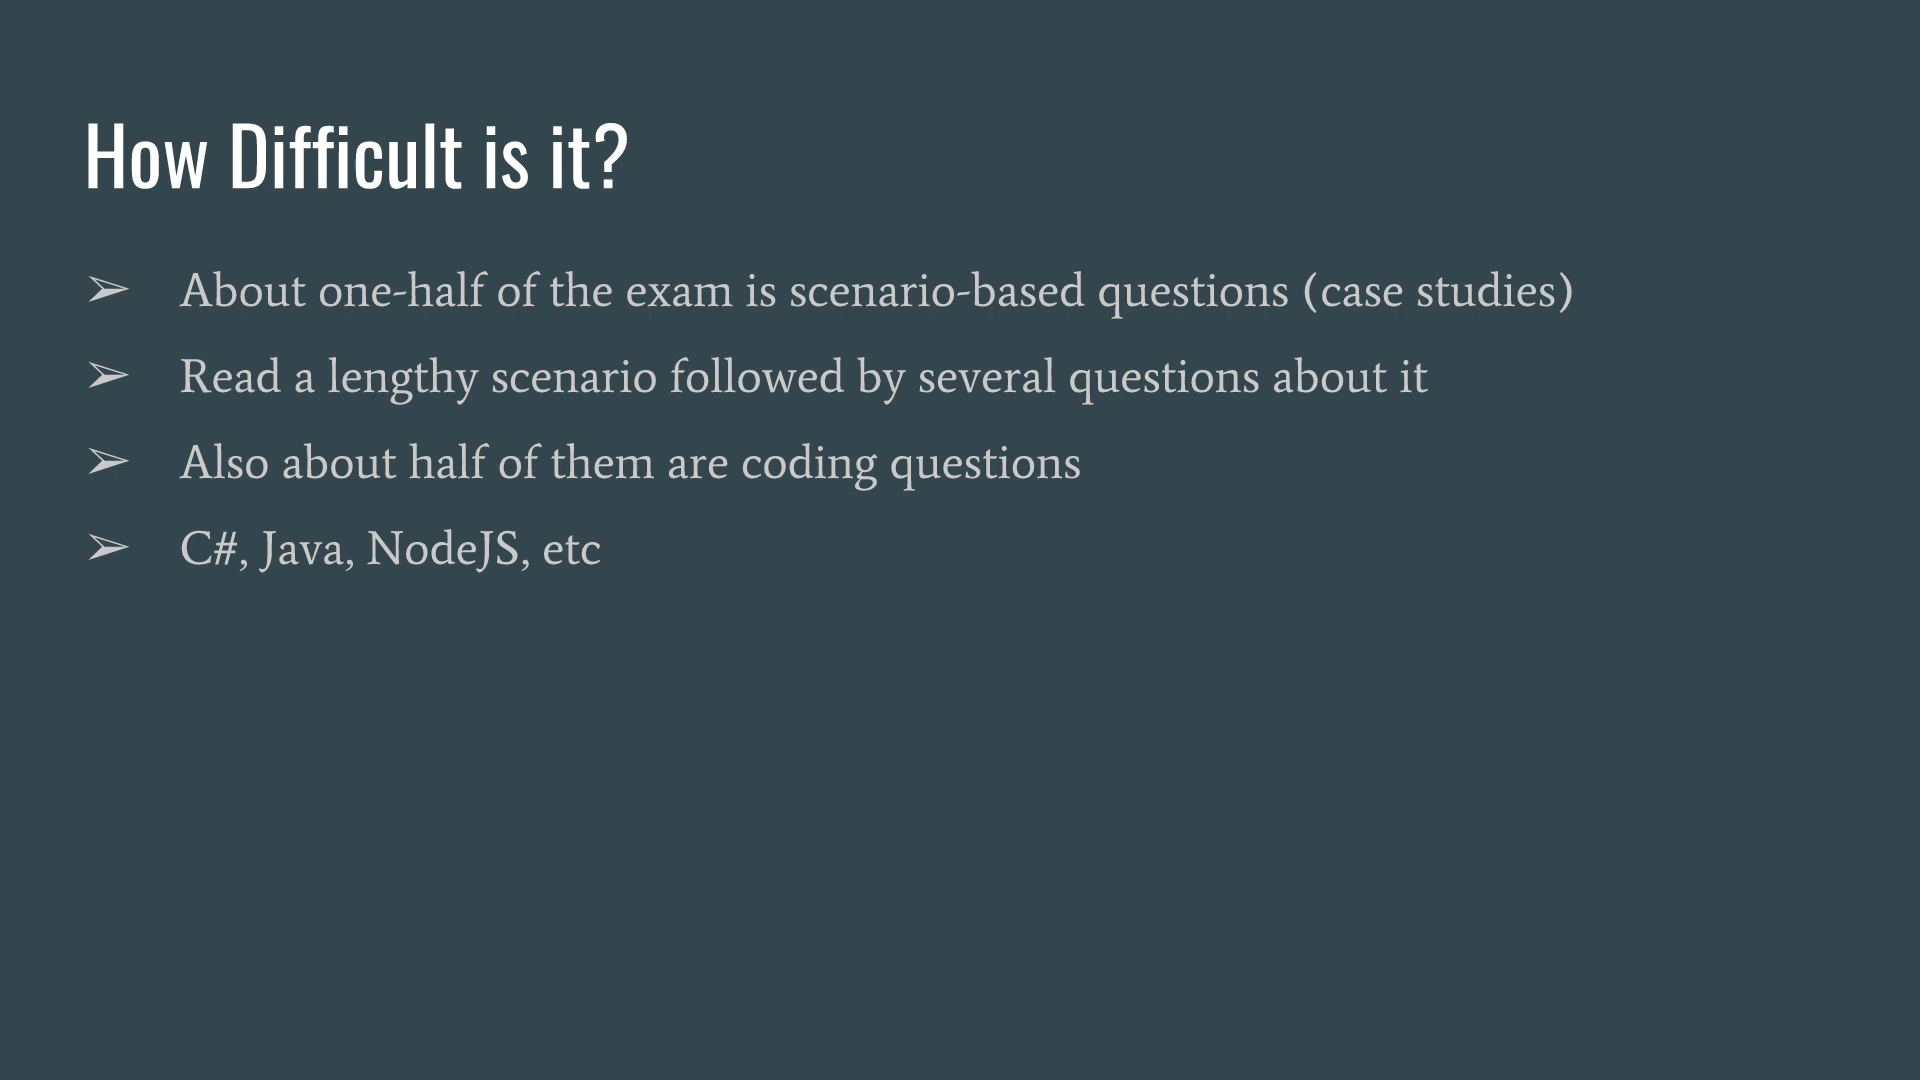 How Difficult is it?
➢ About one-half of the exam is scenario-based questions (case studies)
➢ Read a lengthy scenario followed by several questions about it
➢ Also about half of them are coding questions
➢ C#, Java, NodeJS, etc